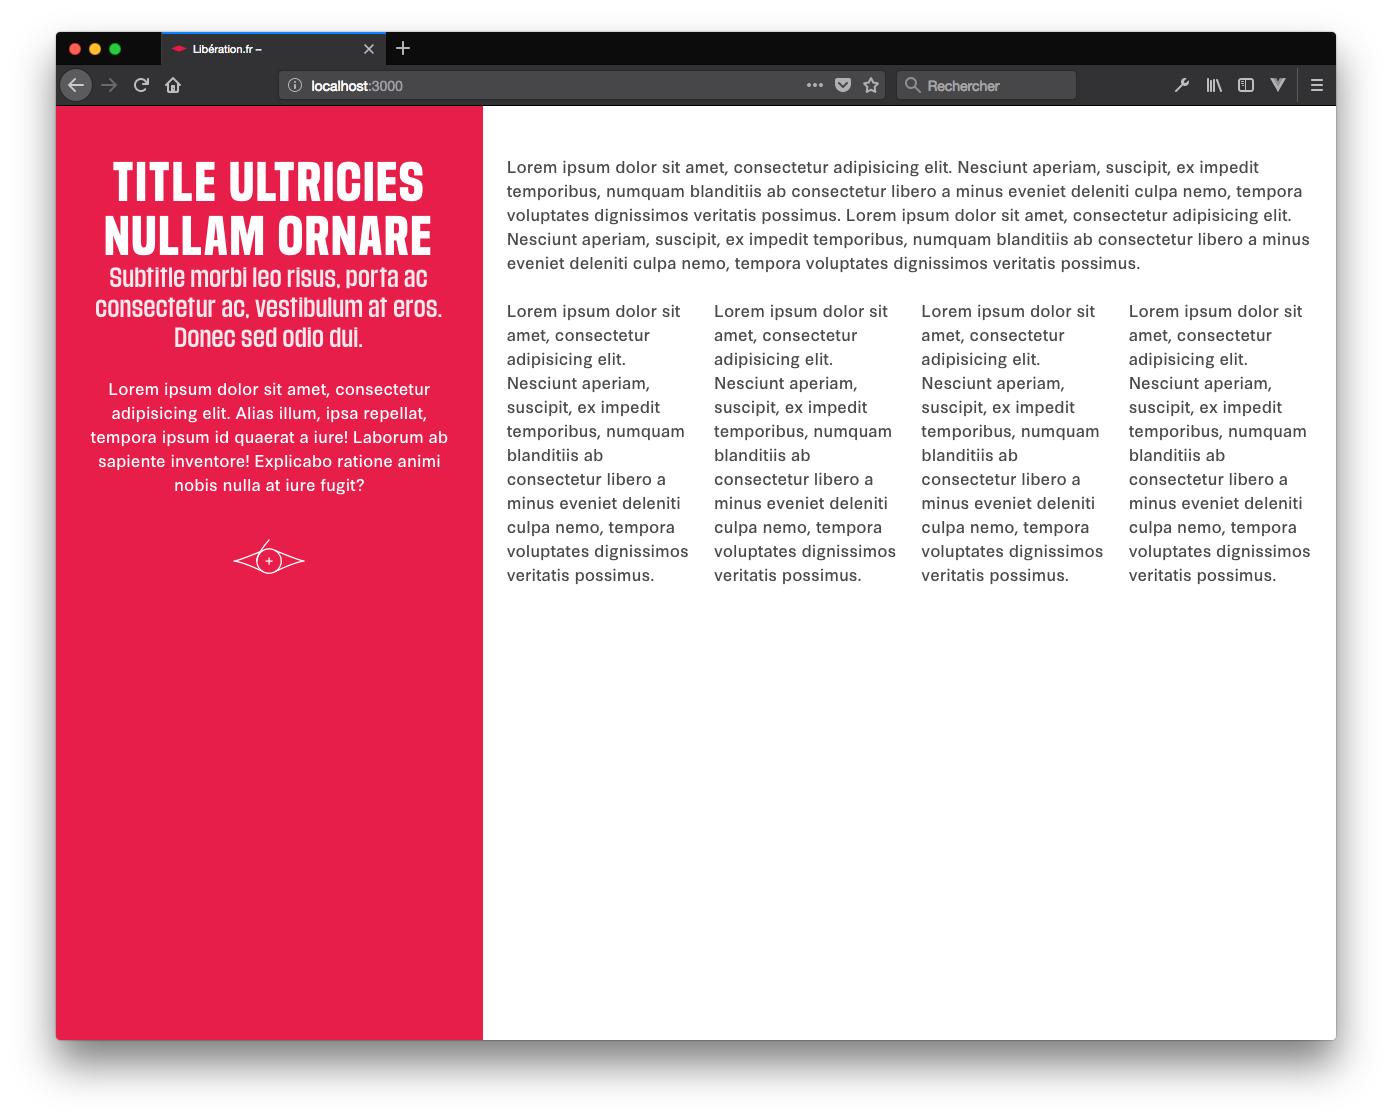 Libération.fr –
localhost:3000
Rechercher
TITLE ULTRICIES
NULLAM ORNARE
Subtitle morbi leo risus, porta ac
consectetur ac, vestibulum at eros.
Donec sed odio dui.
Lorem ipsum dolor sit amet, consectetur
adipisicing elit. Alias illum, ipsa repellat,
tempora ipsum id quaerat a iure! Laborum ab
sapiente inventore! Explicabo ratione animi
nobis nulla at iure fugit?
Lorem ipsum dolor sit amet, consectetur adipisicing elit. Nesciunt aperiam, suscipit, ex impedit
temporibus, numquam blanditiis ab consectetur libero a minus eveniet deleniti culpa nemo, tempora
voluptates dignissimos veritatis possimus. Lorem ipsum dolor sit amet, consectetur adipisicing elit.
Nesciunt aperiam, suscipit, ex impedit temporibus, numquam blanditiis ab consectetur libero a minus
eveniet deleniti culpa nemo, tempora voluptates dignissimos veritatis possimus.
Lorem ipsum dolor sit
amet, consectetur
adipisicing elit.
Nesciunt aperiam,
suscipit, ex impedit
temporibus, numquam
blanditiis ab
consectetur libero a
minus eveniet deleniti
culpa nemo, tempora
voluptates dignissimos
veritatis possimus.
Lorem ipsum dolor sit
amet, consectetur
adipisicing elit.
Nesciunt aperiam,
suscipit, ex impedit
temporibus, numquam
blanditiis ab
consectetur libero a
minus eveniet deleniti
culpa nemo, tempora
voluptates dignissimos
veritatis possimus.
Lorem ipsum dolor sit
amet, consectetur
adipisicing elit.
Nesciunt aperiam,
suscipit, ex impedit
temporibus, numquam
blanditiis ab
consectetur libero a
minus eveniet deleniti
culpa nemo, tempora
voluptates dignissimos
veritatis possimus.
Lorem ipsum dolor sit
amet, consectetur
adipisicing elit.
Nesciunt aperiam,
suscipit, ex impedit
temporibus, numquam
blanditiis ab
consectetur libero a
minus eveniet deleniti
culpa nemo, tempora
voluptates dignissimos
veritatis possimus.